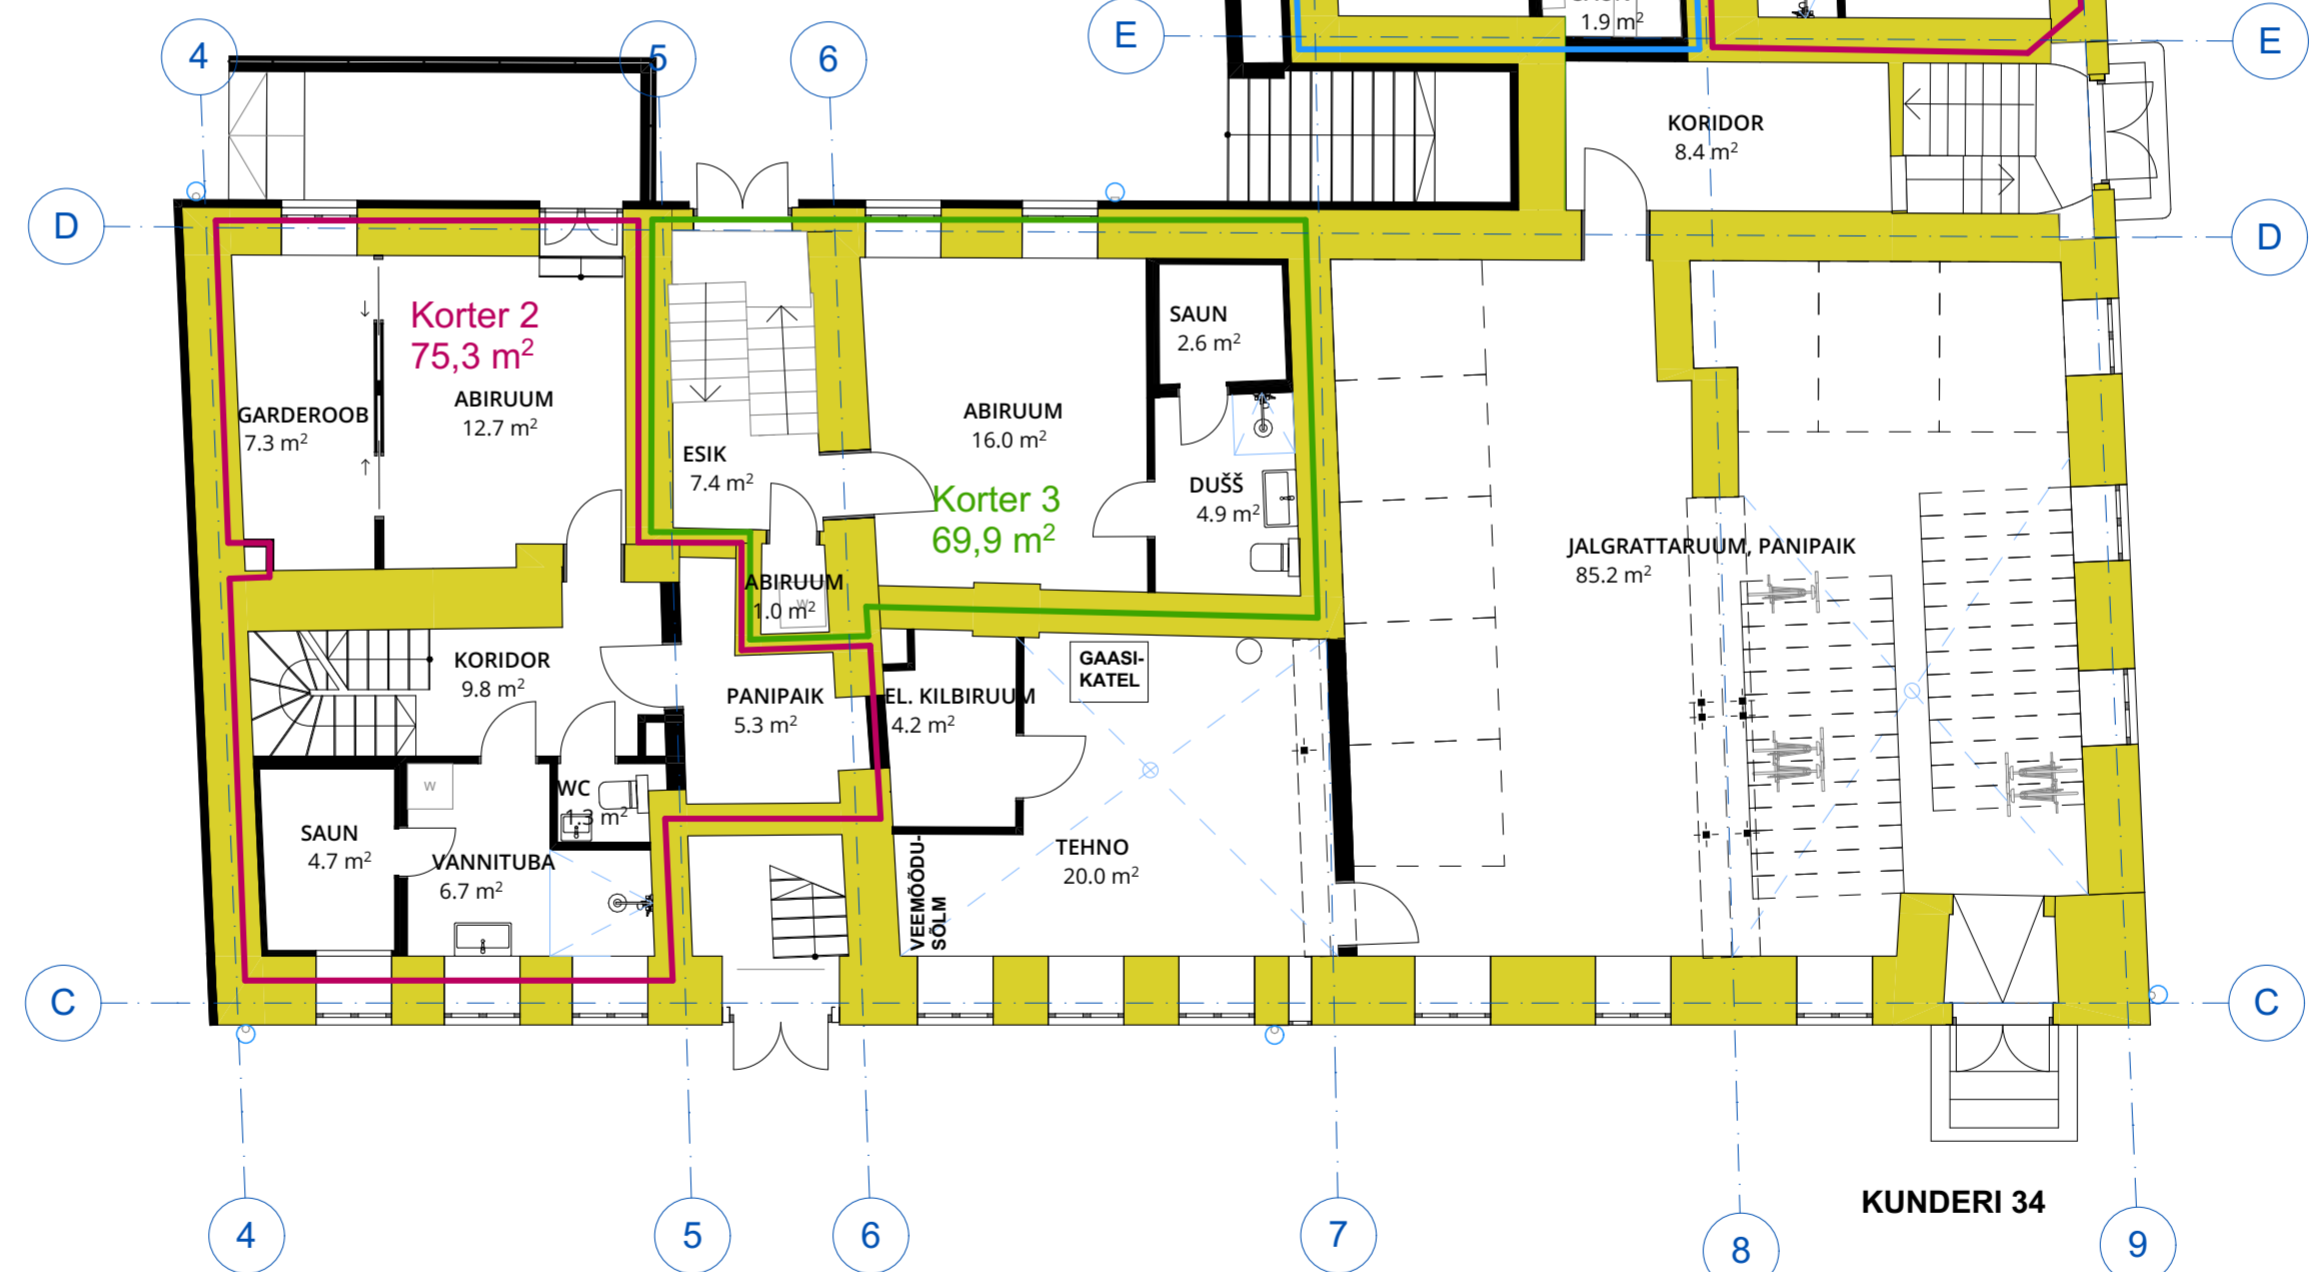 E
1.9 m²
E
4
5
6
KORIDOR
8.4 m²
D
D
Korter 2
75,3 m²
SAUN
2.6 m²
GARDEROOB
7.3 m²
ABIRUUM
12.7 m²
ABIRUUM
16.0 m²
ESIK
7.4 m²
DUŠŠ
4.9 m²
Korter 3
69,9 m²
JALGRATTARUUM, PANIPAIK
85.2 m²
ABIRUUM
1.0 m²
W
KORIDOR
9.8 m²
GAASI-
KATEL
PANIPAIK
5.3 m²
EL. KILBIRUUM
4.2 m²
W
WC
1.3 m²
SAUN
4.7 m²
VANNITUBA
6.7 m²
TEHNO
20.0 m²
VEEMÕÕDU-
SÕLM
C
C
KUNDERI 34
4
5
6
7
8
9